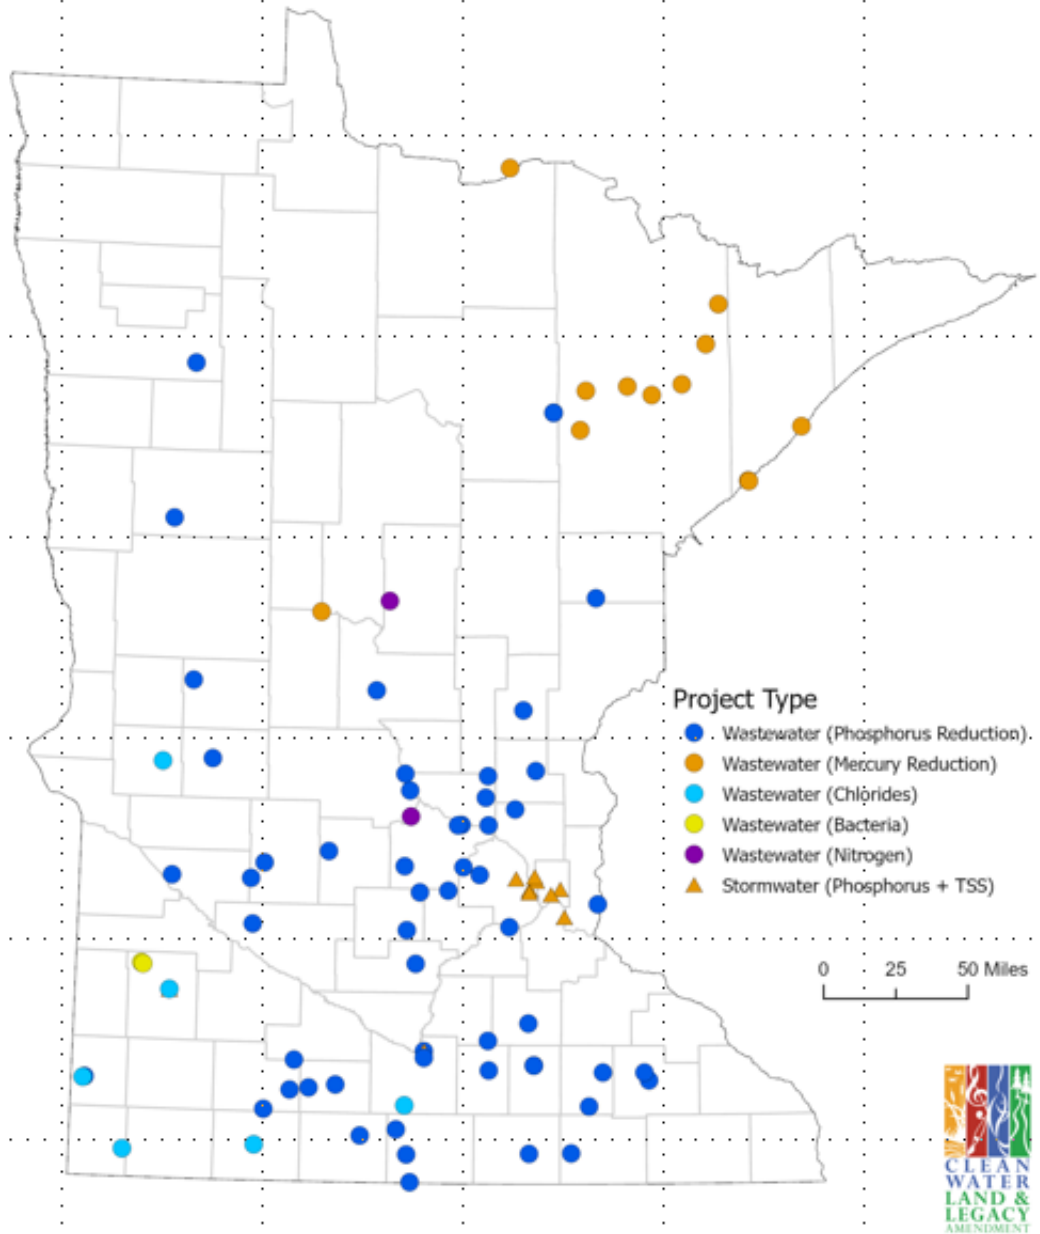 Project Type
Wastewater (Phosphorus Reduction)
Wastewater (Mercury Reduction)
Wastewater (Chlorides)
Wastewater (Bacteria)
Wastewater (Nitrogen)
Stormwater (Phosphorus + TSS)
0 25 50 Miles
CLEAN
WATER
LAND &
LEGACY
AMENDMENT